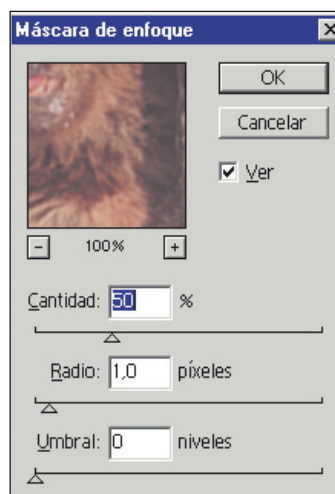 Máscara de enfoque
OK
Cancelar
Ver
100%
Cantidad: 50 %
Radio: 1,0 píxeles
Umbral: 0 niveles